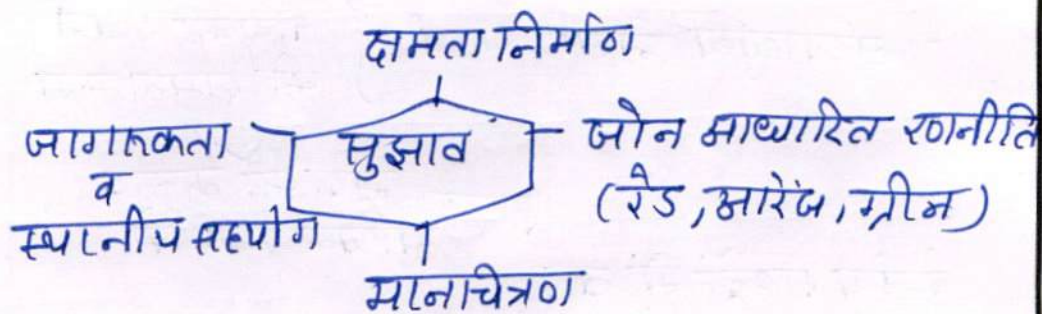 क्षमता निर्माण
सुझाव
जोन आधारित रणनीति
(रेड, आरेंज, ग्रीन)
मानचित्रण
जागरूकता
व
स्थानीय सहयोग